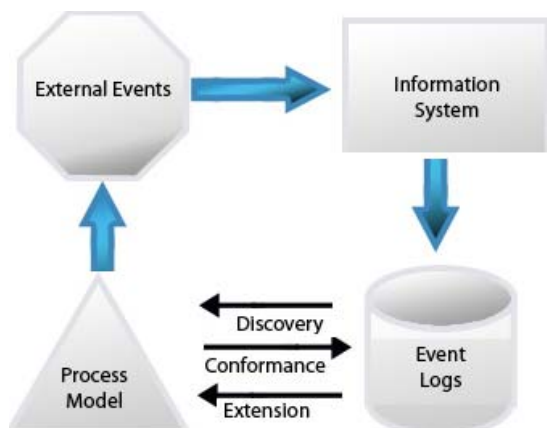 External Events
Information
System
Discovery
Conformance
Extension
Process
Model
Event
Logs